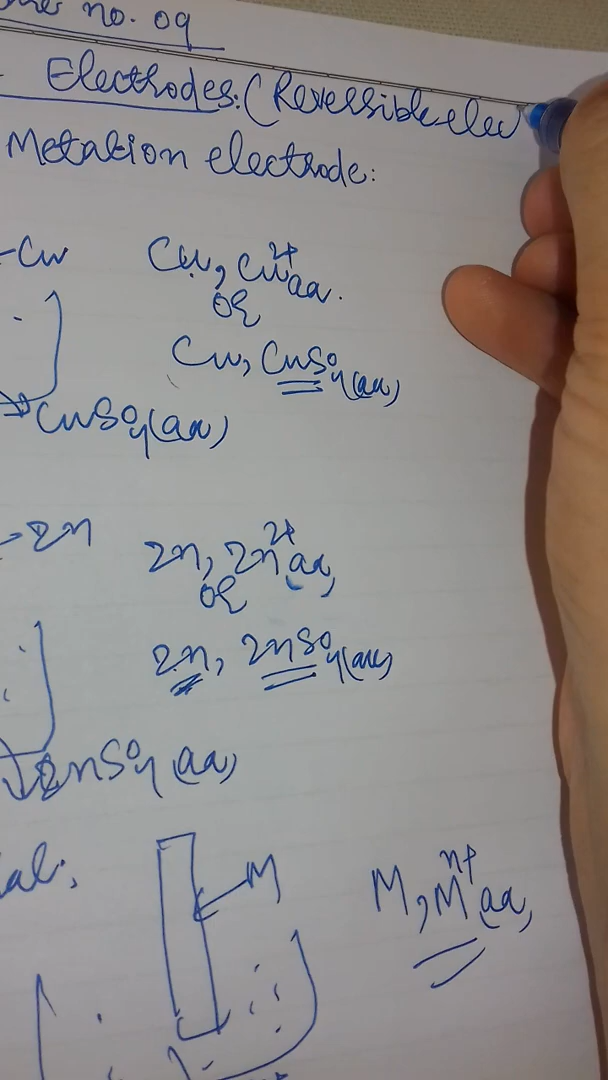 no. 09
Electrodes: (Reversible elec
Metal ion electrode:
Cu
Cu, Cu²⁺aq.
OR
Cu, CuSO₄(aq)
CuSO₄(aq)
Zn
Zn, Zn²⁺aq,
OR
Zn, ZnSO₄(aq)
ZnSO₄(aq)
M
M, Mⁿ⁺aq,